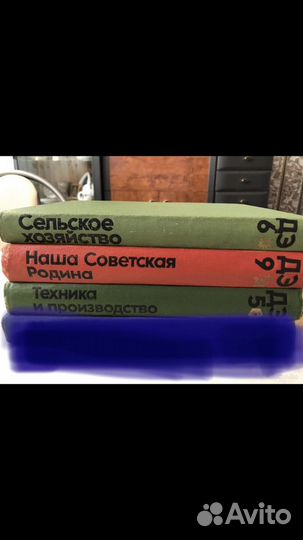 Сельское
хозяйство
ДЭ
6
Наша Советская
Родина
ДЭ
9
Техника
и производство
ДЭ
5
Avito